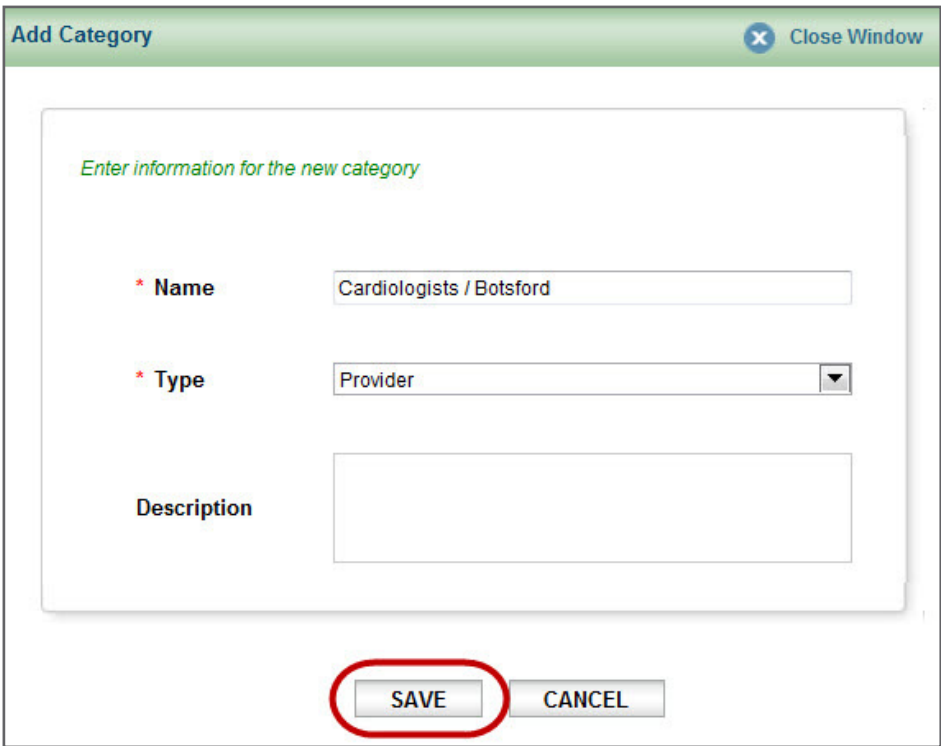 Add Category
Close Window
Enter information for the new category
* Name
Cardiologists / Botsford
* Type
Provider
Description
SAVE
CANCEL